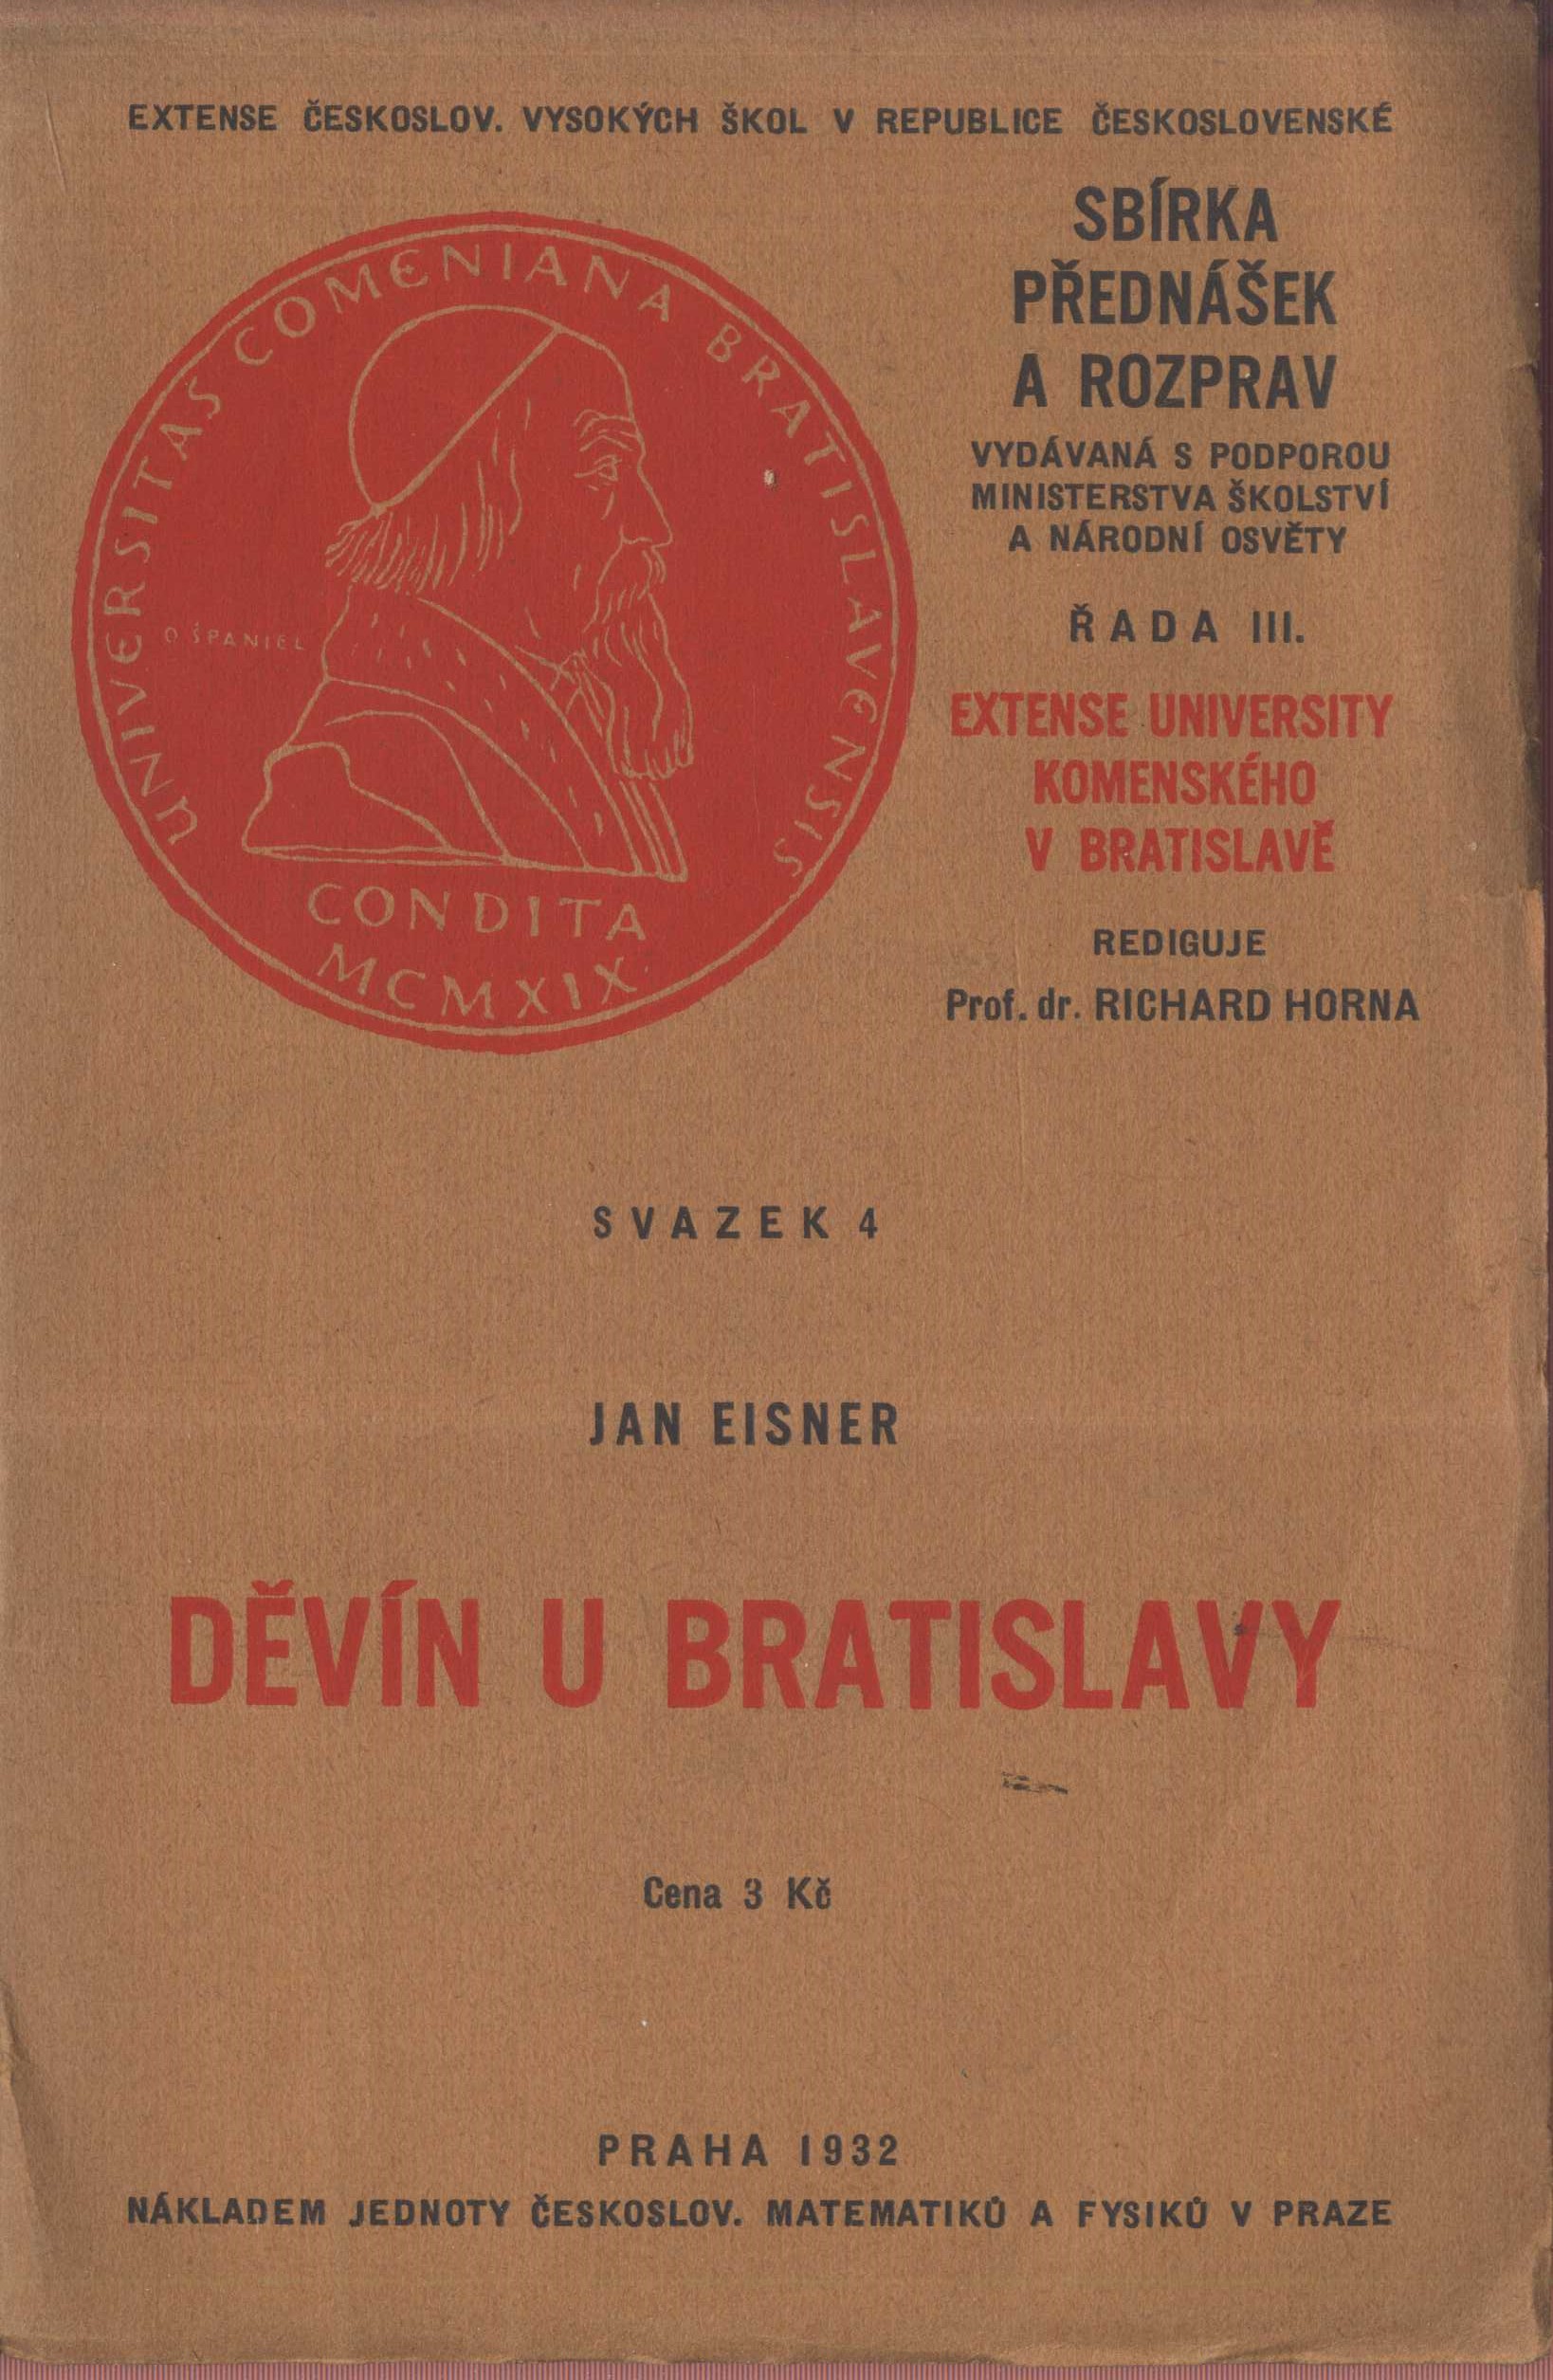 EXTENSE ČESKOSLOV. VYSOKÝCH ŠKOL V REPUBLICE ČESKOSLOVENSKÉ
UNIVERSITAS COMENIANA BRATISLAVENSIS
O ŠPANIEL
CONDITA
MCMXIX
SBÍRKA
PŘEDNÁŠEK
A ROZPRAV
VYDÁVANÁ S PODPOROU
MINISTERSTVA ŠKOLSTVÍ
A NÁRODNÍ OSVĚTY
ŘADA III.
EXTENSE UNIVERSITY
KOMENSKÉHO
V BRATISLAVĚ
REDIGUJE
Prof. dr. RICHARD HORNA
SVAZEK 4
JAN EISNER
DĚVÍN U BRATISLAVY
Cena 3 Kč
PRAHA 1932
NÁKLADEM JEDNOTY ČESKOSLOV. MATEMATIKŮ A FYSIKŮ V PRAZE